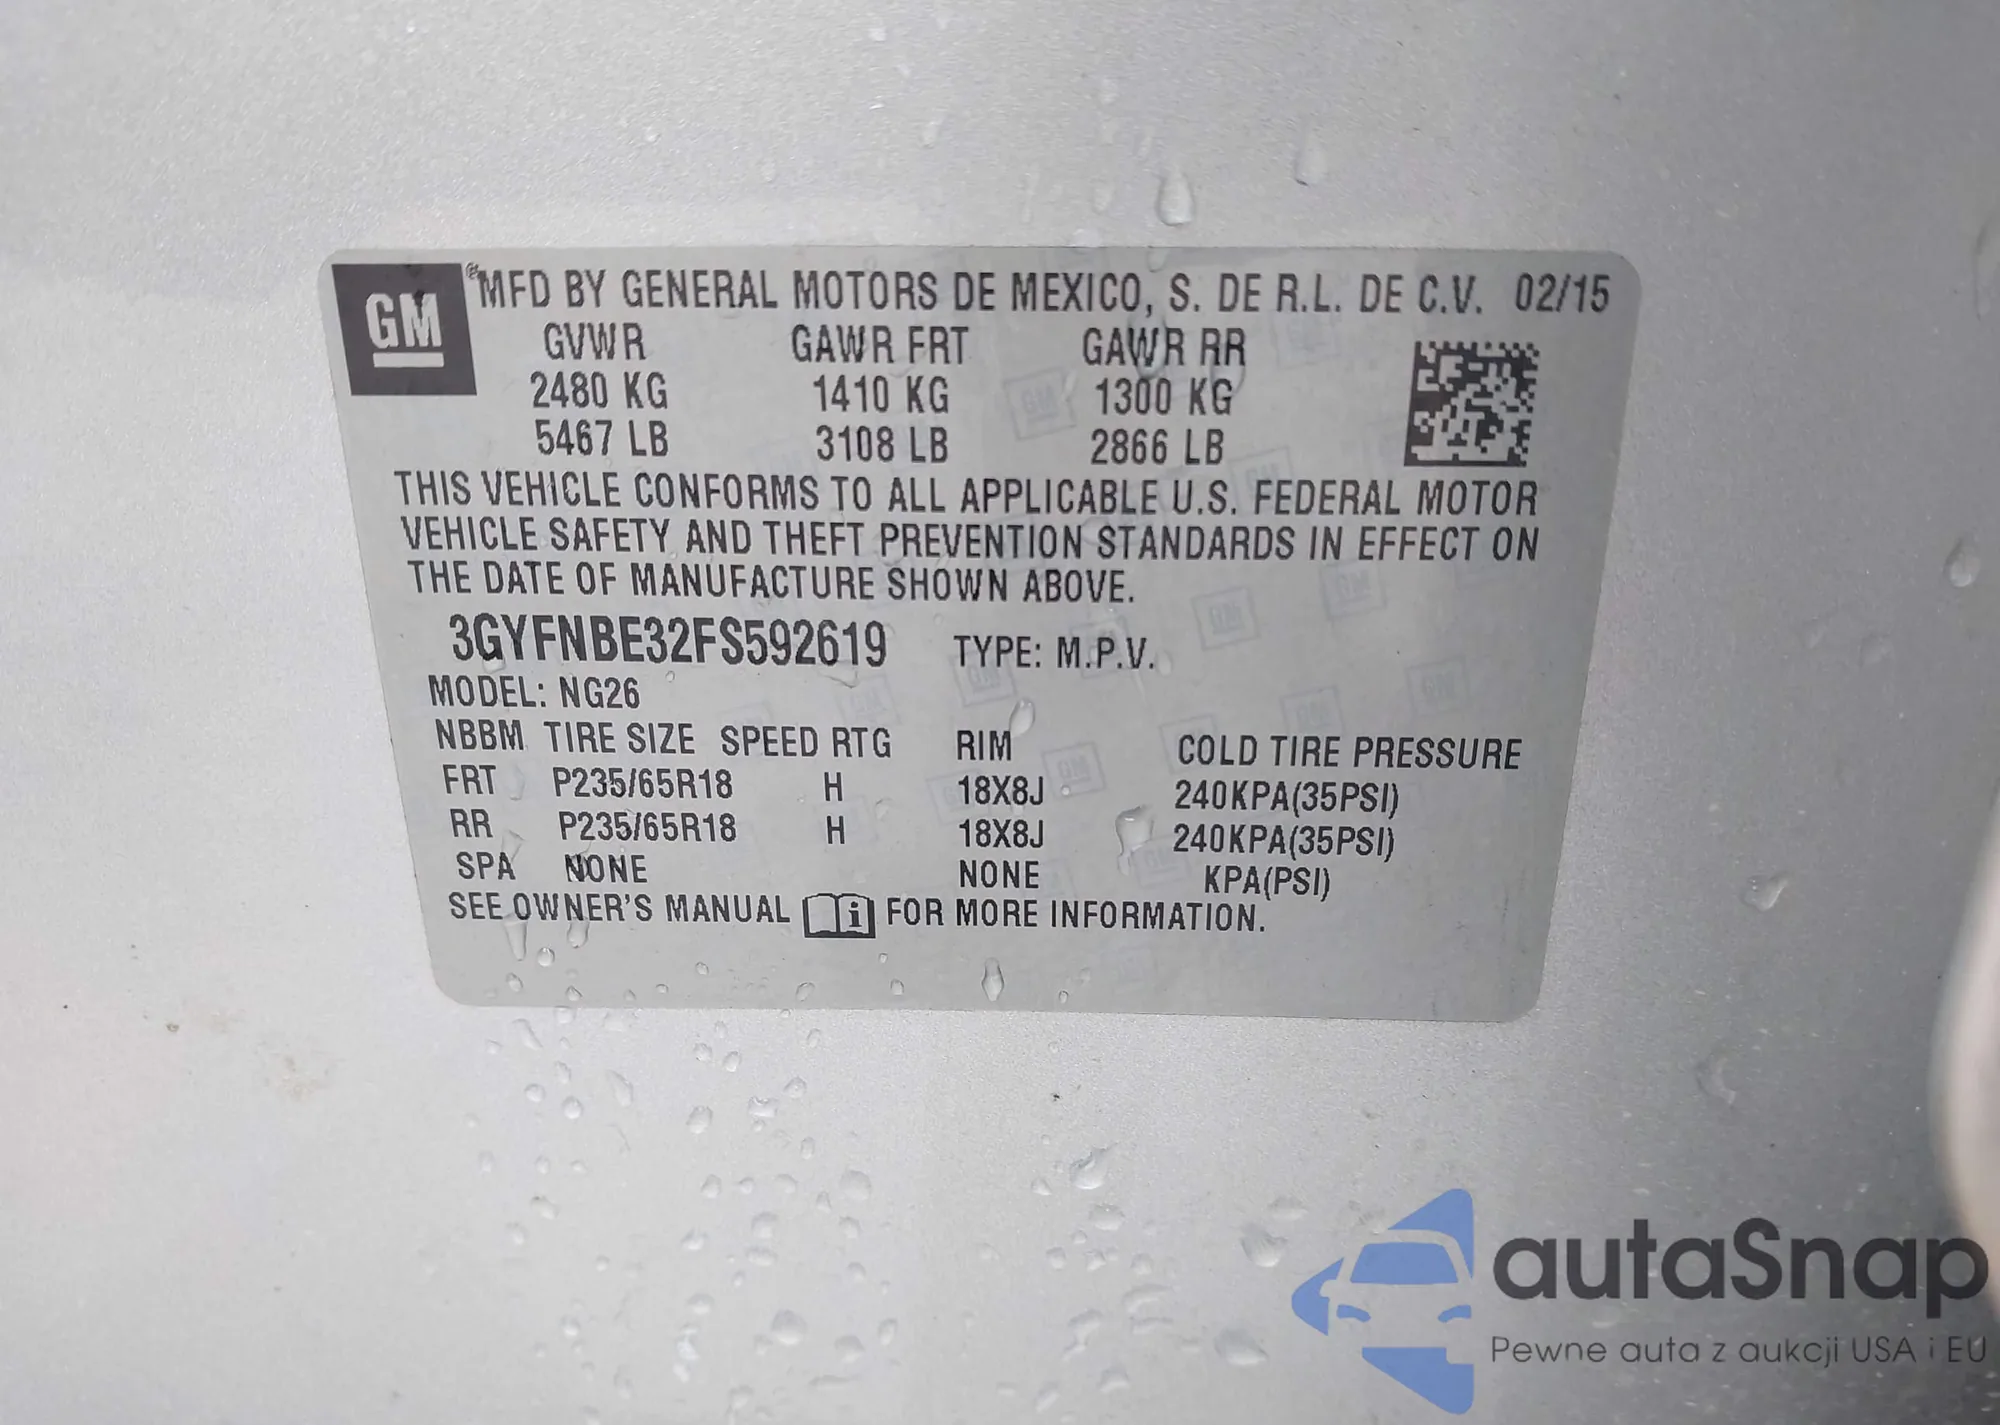 GM
MFD BY GENERAL MOTORS DE MEXICO, S. DE R.L. DE C.V. 02/15
GVWR GAWR FRT GAWR RR
2480 KG 1410 KG 1300 KG
5467 LB 3108 LB 2866 LB
THIS VEHICLE CONFORMS TO ALL APPLICABLE U.S. FEDERAL MOTOR
VEHICLE SAFETY AND THEFT PREVENTION STANDARDS IN EFFECT ON
THE DATE OF MANUFACTURE SHOWN ABOVE.
3GYFNBE32FS592619 TYPE: M.P.V.
MODEL: NG26
NBBM TIRE SIZE SPEED RTG RIM COLD TIRE PRESSURE
FRT P235/65R18 H 18X8J 240KPA(35PSI)
RR P235/65R18 H 18X8J 240KPA(35PSI)
SPA NONE NONE KPA(PSI)
SEE OWNER'S MANUAL i FOR MORE INFORMATION.
autaSnap
Pewne auta z aukcji USA i EU